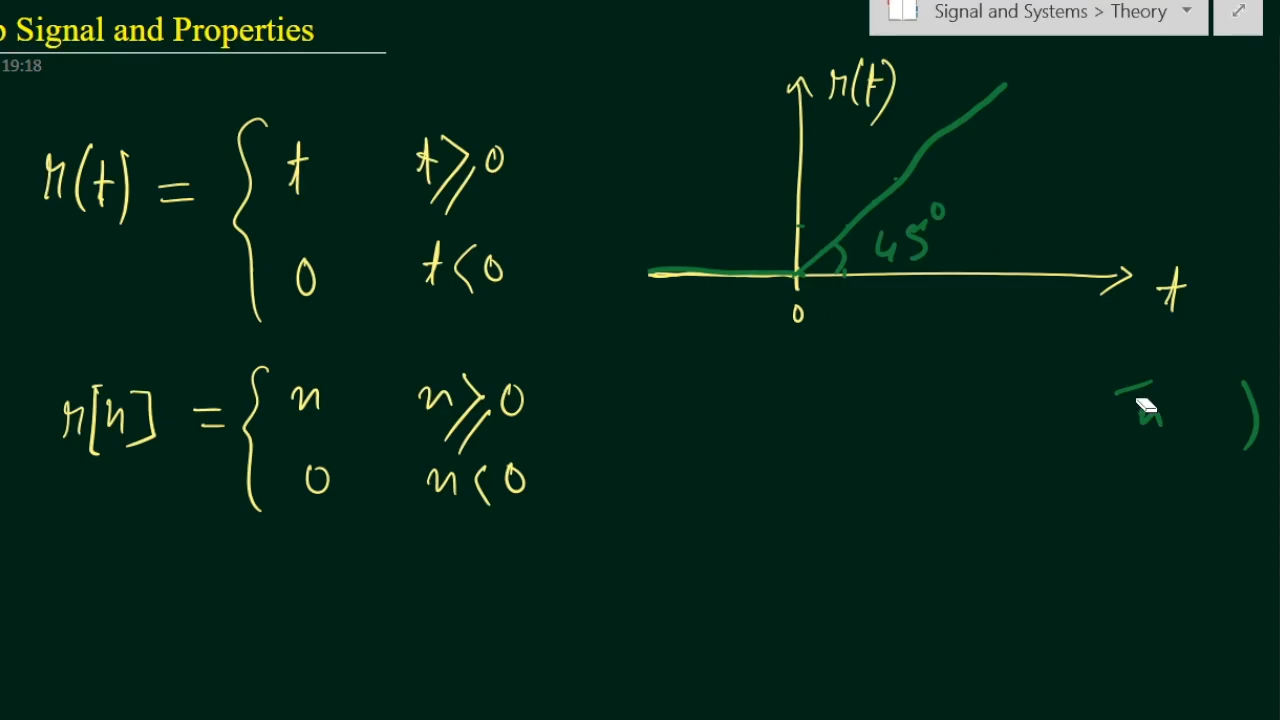 p Signal and Properties
19:18
Signal and Systems > Theory
r(t) = { t t ≥ 0
0 t < 0
r(t)
45°
0
t
r[n] = { n n ≥ 0
0 n < 0
n )